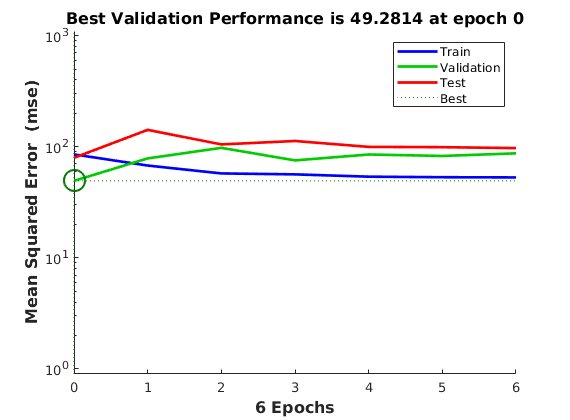 Best Validation Performance is 49.2814 at epoch 0
Mean Squared Error (mse)
10^3
10^2
10^1
10^0
Train
Validation
Test
Best
0 1 2 3 4 5 6
6 Epochs